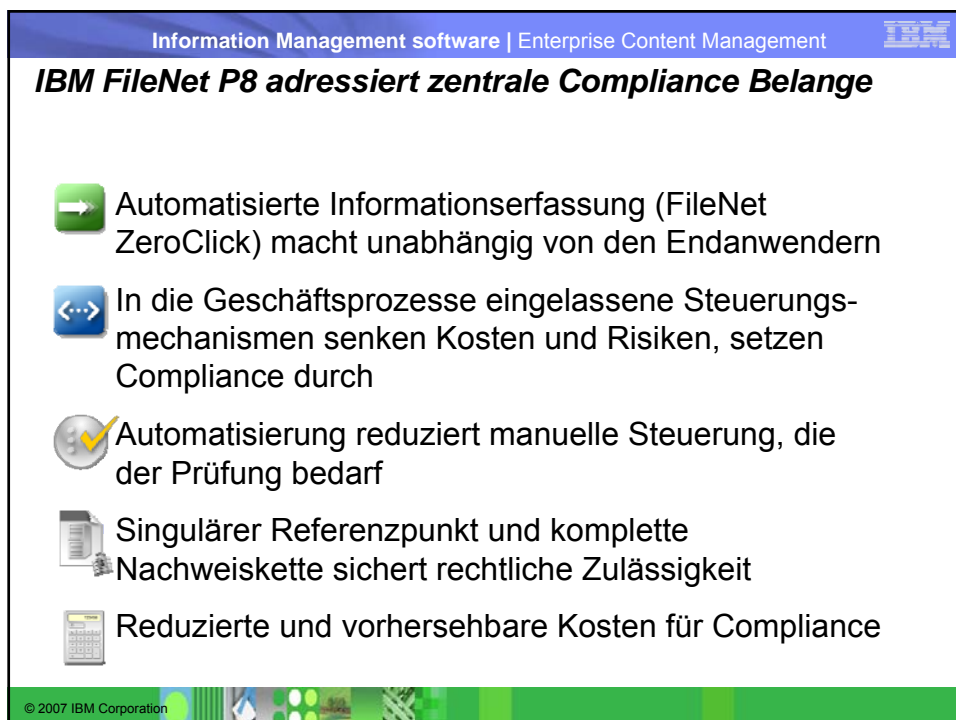 Information Management software | Enterprise Content Management
IBM
IBM FileNet P8 adressiert zentrale Compliance Belange
Automatisierte Informationserfassung (FileNet
ZeroClick) macht unabhängig von den Endanwendern
In die Geschäftsprozesse eingelassene Steuerungs-
mechanismen senken Kosten und Risiken, setzen
Compliance durch
Automatisierung reduziert manuelle Steuerung, die
der Prüfung bedarf
Singulärer Referenzpunkt und komplette
Nachweiskette sichert rechtliche Zulässigkeit
Reduzierte und vorhersehbare Kosten für Compliance
© 2007 IBM Corporation